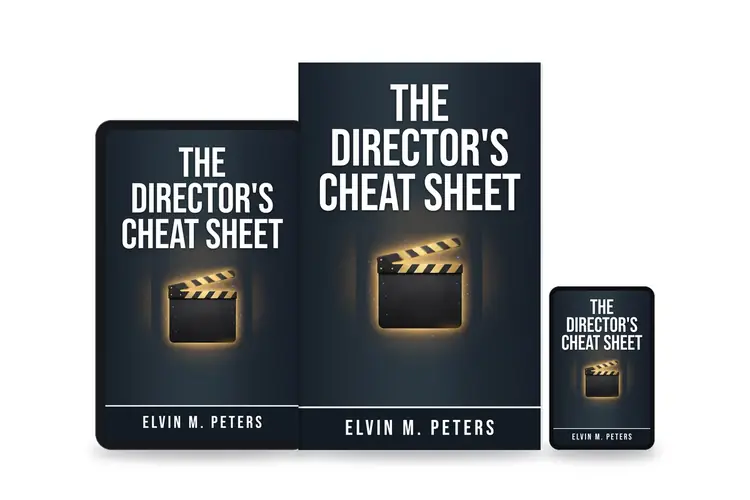 THE
DIRECTOR'S
CHEAT SHEET
ELVIN M. PETERS
THE
DIRECTOR'S
CHEAT SHEET
ELVIN M. PETERS
THE
DIRECTOR'S
CHEAT SHEET
ELVIN M. PETERS